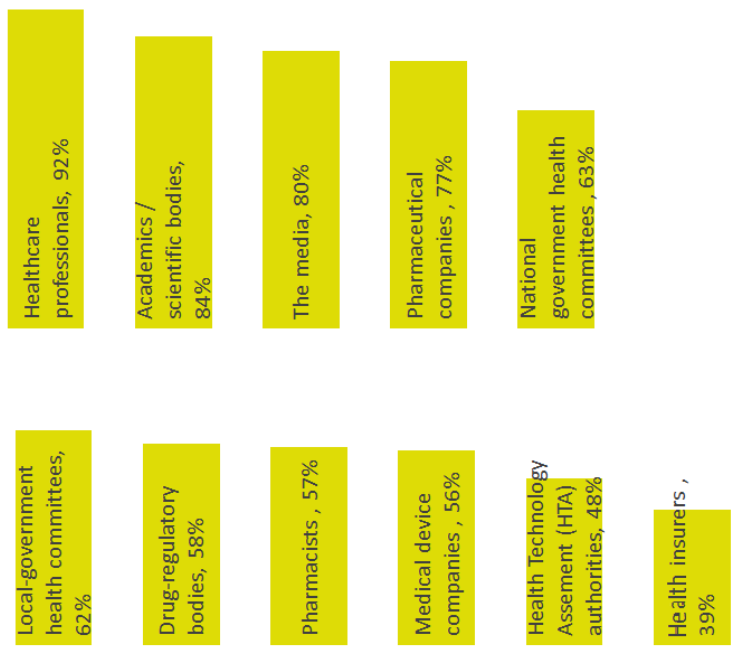 Healthcare
professionals, 92%
Academics /
scientific bodies,
84%
The media, 80%
Pharmaceutical
companies , 77%
National
government health
committees , 63%
Local-government
health committees,
62%
Drug-regulatory
bodies, 58%
Pharmacists , 57%
Medical device
companies , 56%
Health Technology
Assement (HTA)
authorities, 48%
Health insurers ,
39%